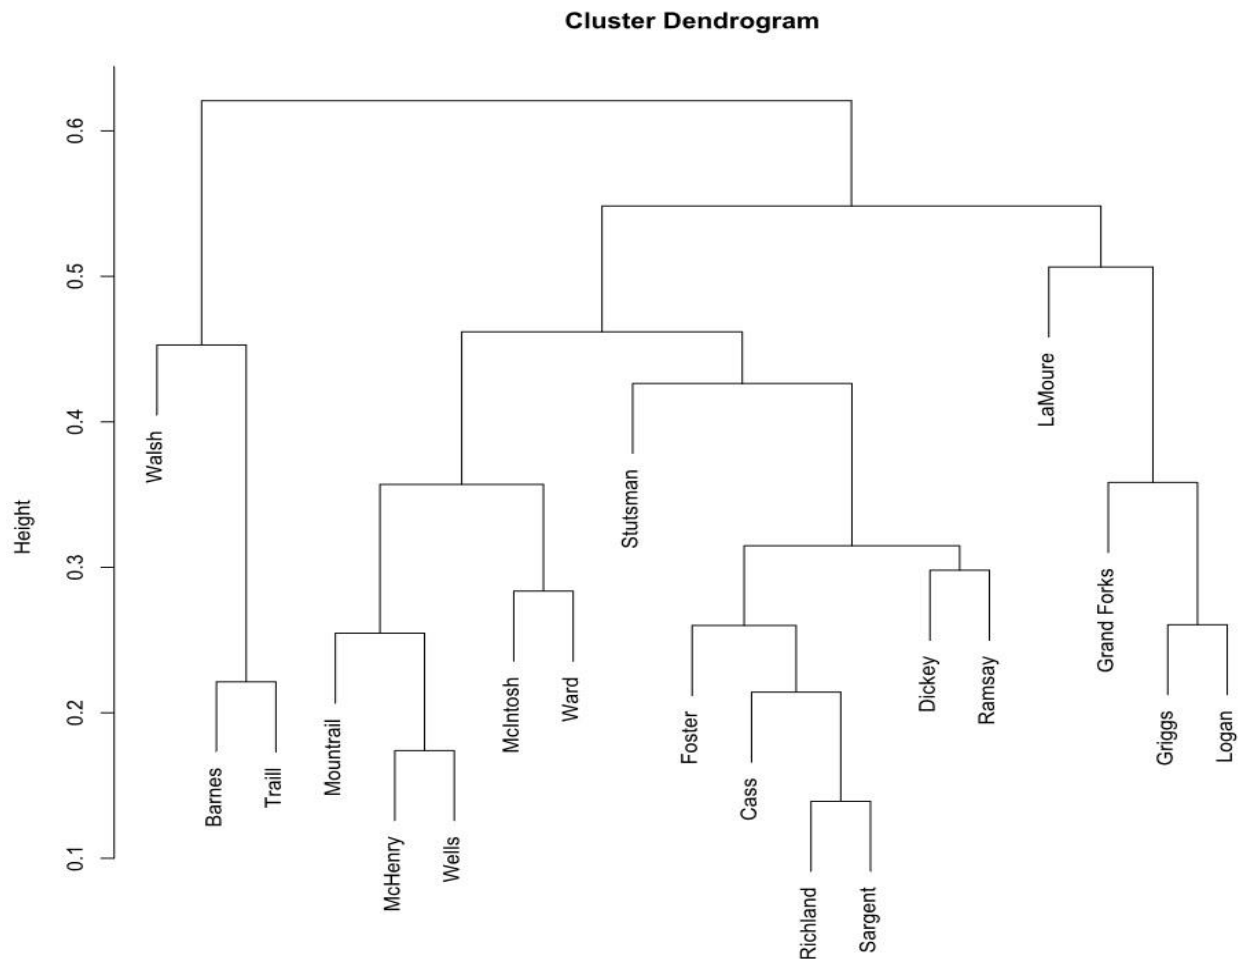 Cluster Dendrogram
Height
0.6
0.5
0.4
0.3
0.2
0.1
Walsh
Barnes
Traill
Mountrail
McHenry
Wells
McIntosh
Ward
Stutsman
Foster
Cass
Richland
Sargent
Dickey
Ramsay
LaMoure
Grand Forks
Griggs
Logan